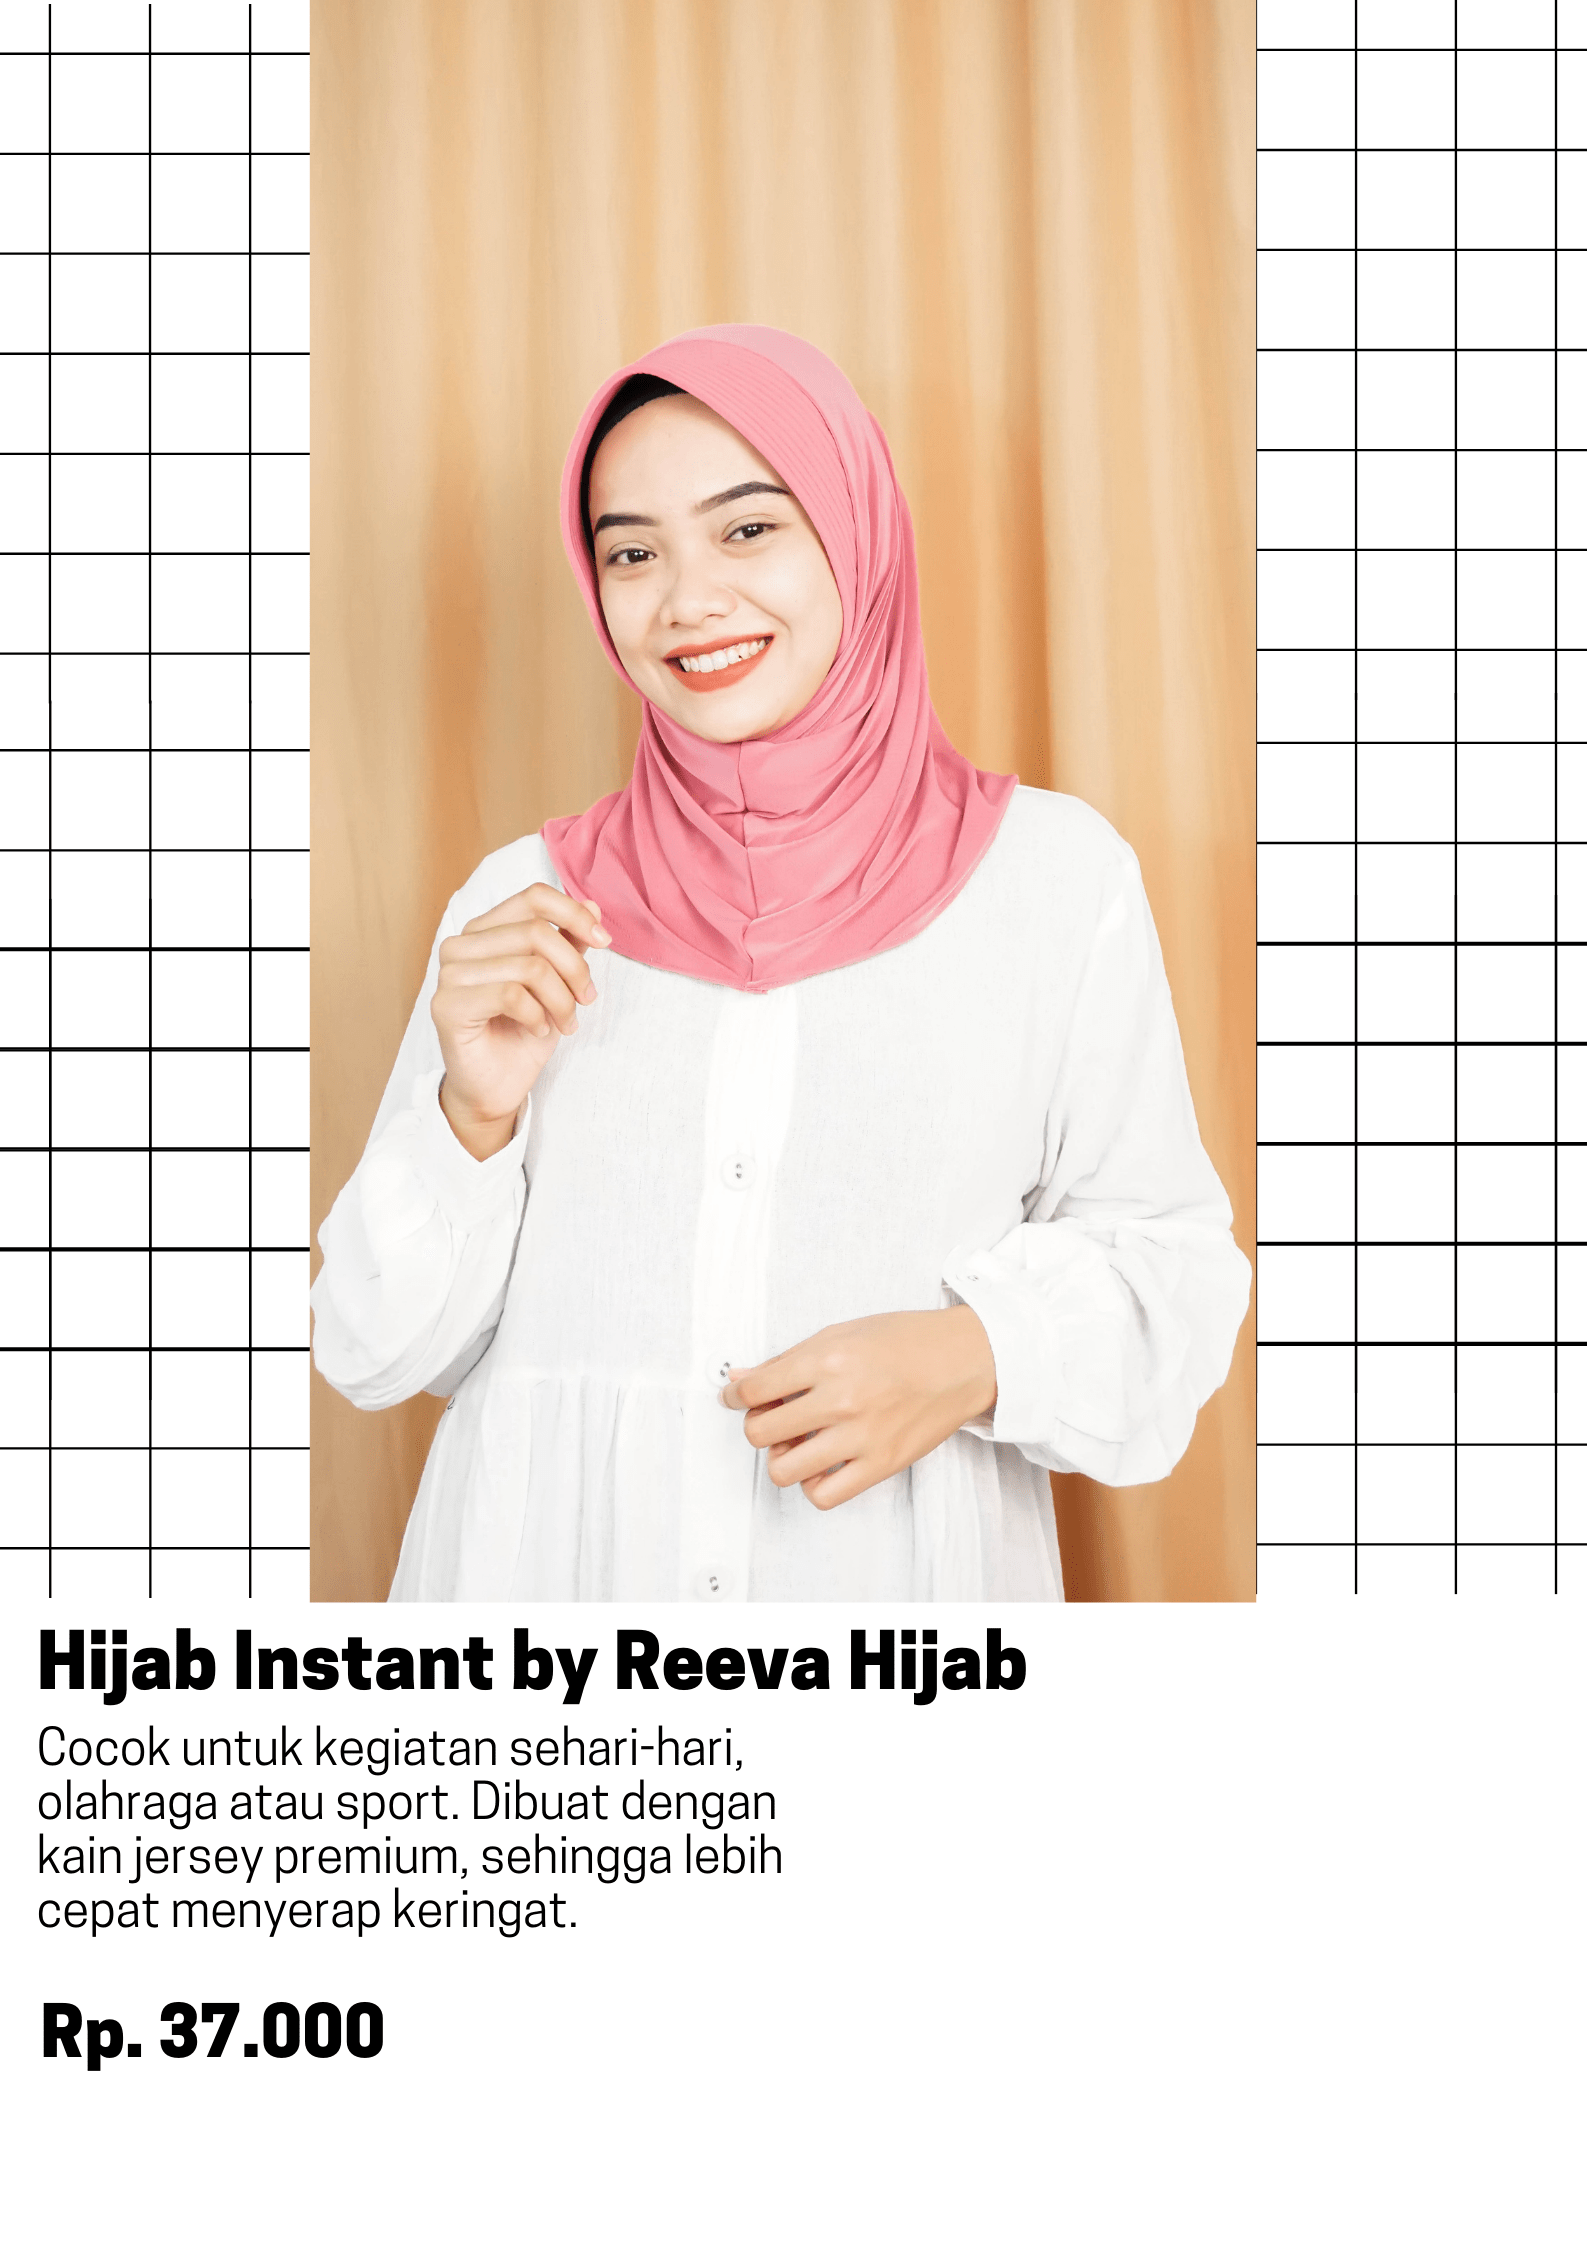 Hijab Instant by Reeva Hijab
Cocok untuk kegiatan sehari-hari,
olahraga atau sport. Dibuat dengan
kain jersey premium, sehingga lebih
cepat menyerap keringat.
Rp. 37.000